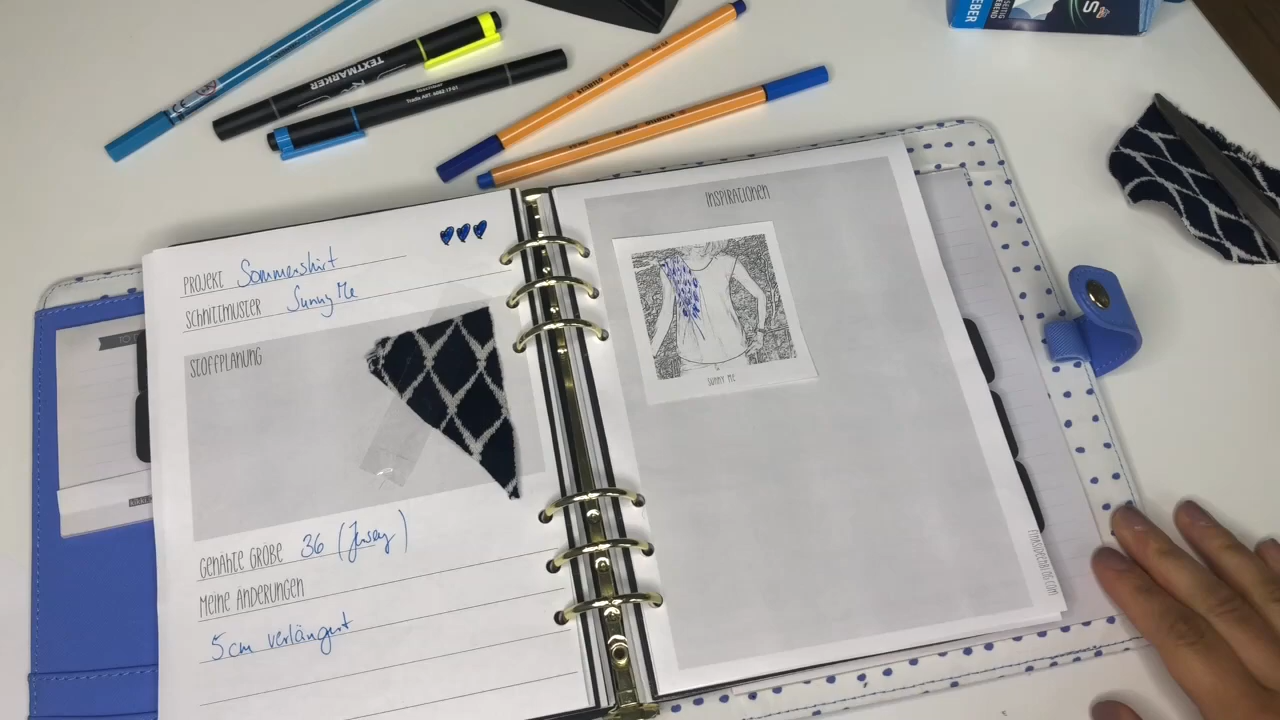 TEXTMARKER
STABILO
PROJEKT Sommershirt
SCHNITTMUSTER Sunny Me
STOFFPLANUNG
GENÄHTE GRÖßE 36 (Jersey)
MEINE ÄNDERUNGEN
5cm verlängert
INSPIRATIONEN
SUNNY ME